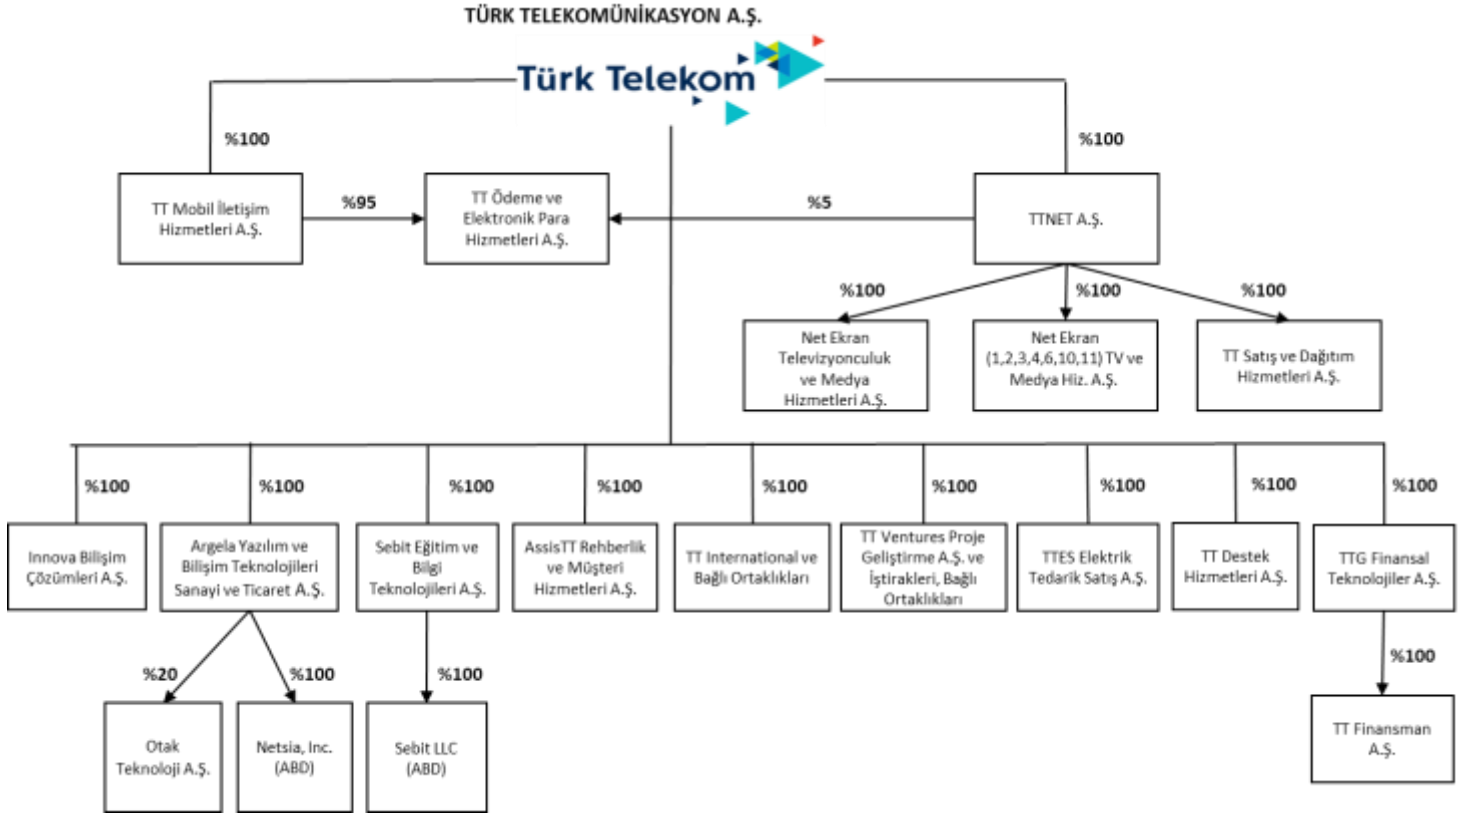 TÜRK TELEKOMÜNİKASYON A.Ş.
Türk Telekom
%100
%100
TT Mobil İletişim
Hizmetleri A.Ş.
%95
TT Ödeme ve
Elektronik Para
Hizmetleri A.Ş.
%5
TTNET A.Ş.
%100
%100
%100
Net Ekran
Televizyonculuk
ve Medya
Hizmetleri A.Ş.
Net Ekran
(1,2,3,4,6,10,11) TV ve
Medya Hiz. A.Ş.
TT Satış ve Dağıtım
Hizmetleri A.Ş.
%100
%100
%100
%100
%100
%100
%100
%100
%100
Innova Bilişim
Çözümleri A.Ş.
Argela Yazılım ve
Bilişim Teknolojileri
Sanayi ve Ticaret A.Ş.
Sebit Eğitim ve
Bilgi
Teknolojileri A.Ş.
AssisTT Rehberlik
ve Müşteri
Hizmetleri A.Ş.
TT International ve
Bağlı Ortaklıkları
TT Ventures Proje
Geliştirme A.Ş. ve
İştirakleri, Bağlı
Ortaklıkları
TTES Elektrik
Tedarik Satış A.Ş.
TT Destek
Hizmetleri A.Ş.
TTG Finansal
Teknolojiler A.Ş.
%20
%100
%100
%100
Otak
Teknoloji A.Ş.
Netsia, Inc.
(ABD)
Sebit LLC
(ABD)
TT Finansman
A.Ş.